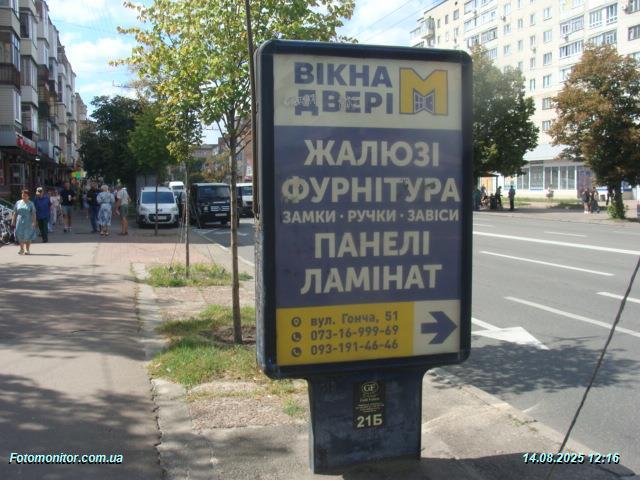 ВІКНА
ДВЕРІ
М
ЖАЛЮЗІ
ФУРНІТУРА
ЗАМКИ · РУЧКИ · ЗАВІСИ
ПАНЕЛІ
ЛАМІНАТ
вул. Гонча, 51
073-16-999-69
093-191-46-46
GF
21Б
Fotomonitor.com.ua
14.08.2025 12:16